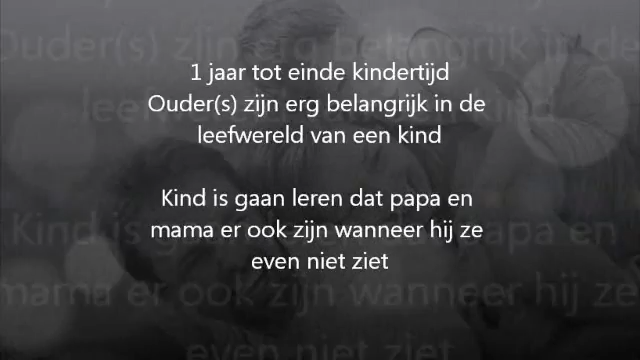 1 jaar tot einde kindertijd
Ouder(s) zijn erg belangrijk in de
leefwereld van een kind
Kind is gaan leren dat papa en
mama er ook zijn wanneer hij ze
even niet ziet